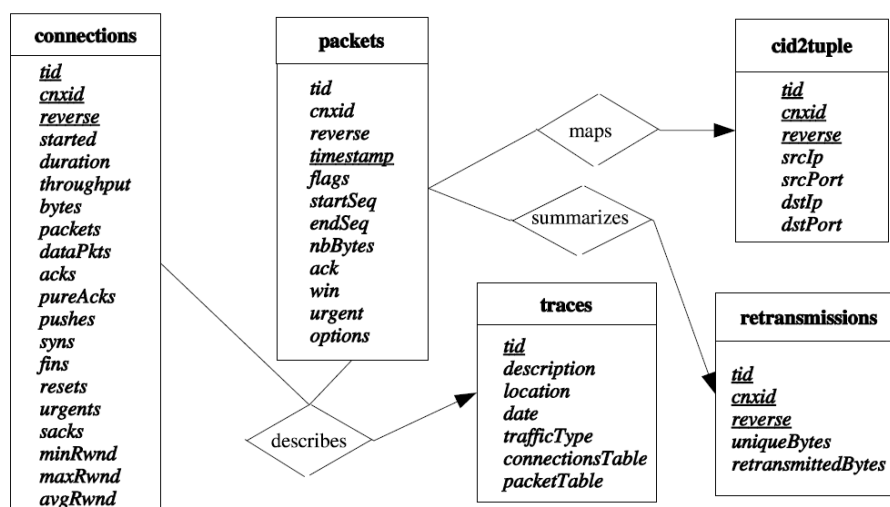 connections
tid
cnxid
reverse
started
duration
throughput
bytes
packets
dataPkts
acks
pureAcks
pushes
syns
fins
resets
urgents
sacks
minRwnd
maxRwnd
avgRwnd
packets
tid
cnxid
reverse
timestamp
flags
startSeq
endSeq
nbBytes
ack
win
urgent
options
maps
summarizes
describes
cid2tuple
tid
cnxid
reverse
srcIp
srcPort
dstIp
dstPort
traces
tid
description
location
date
trafficType
connectionsTable
packetTable
retransmissions
tid
cnxid
reverse
uniqueBytes
retransmittedBytes